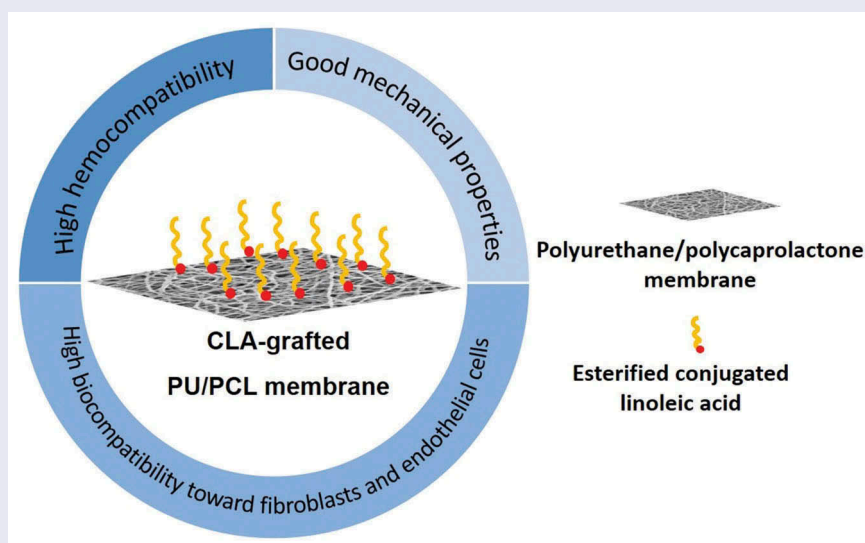 High hemocompatibility
Good mechanical properties
High biocompatibility toward fibroblasts and endothelial cells
CLA-grafted
PU/PCL membrane
Polyurethane/polycaprolactone
membrane
Esterified conjugated
linoleic acid